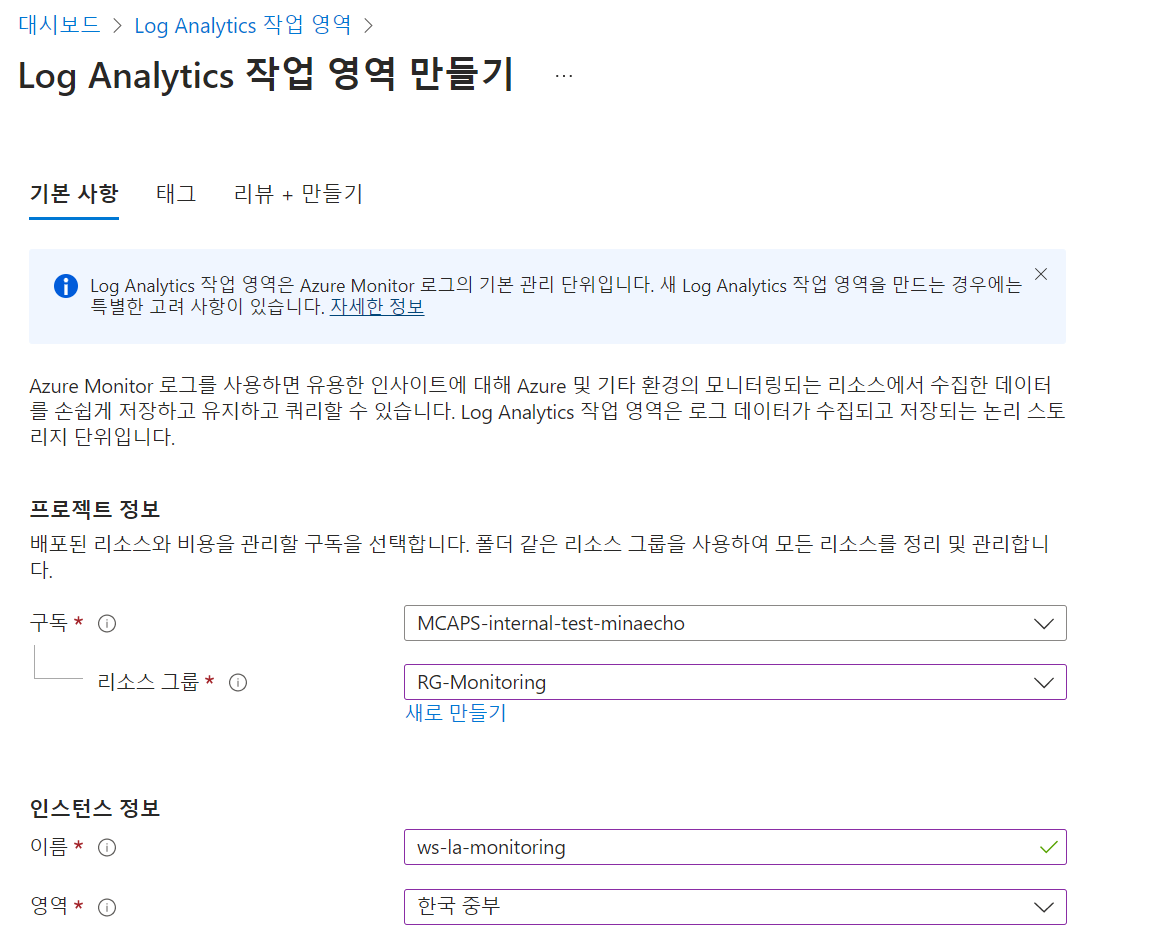 대시보드 > Log Analytics 작업 영역 >
Log Analytics 작업 영역 만들기 ...
기본 사항 태그 리뷰 + 만들기
Log Analytics 작업 영역은 Azure Monitor 로그의 기본 관리 단위입니다. 새 Log Analytics 작업 영역을 만드는 경우에는
특별한 고려 사항이 있습니다. 자세한 정보
Azure Monitor 로그를 사용하면 유용한 인사이트에 대해 Azure 및 기타 환경의 모니터링되는 리소스에서 수집한 데이터
를 손쉽게 저장하고 유지하고 쿼리할 수 있습니다. Log Analytics 작업 영역은 로그 데이터가 수집되고 저장되는 논리 스토
리지 단위입니다.
프로젝트 정보
배포된 리소스와 비용을 관리할 구독을 선택합니다. 폴더 같은 리소스 그룹을 사용하여 모든 리소스를 정리 및 관리합니
다.
구독 * MCAPS-internal-test-minaecho
리소스 그룹 * RG-Monitoring
새로 만들기
인스턴스 정보
이름 * ws-la-monitoring
영역 * 한국 중부